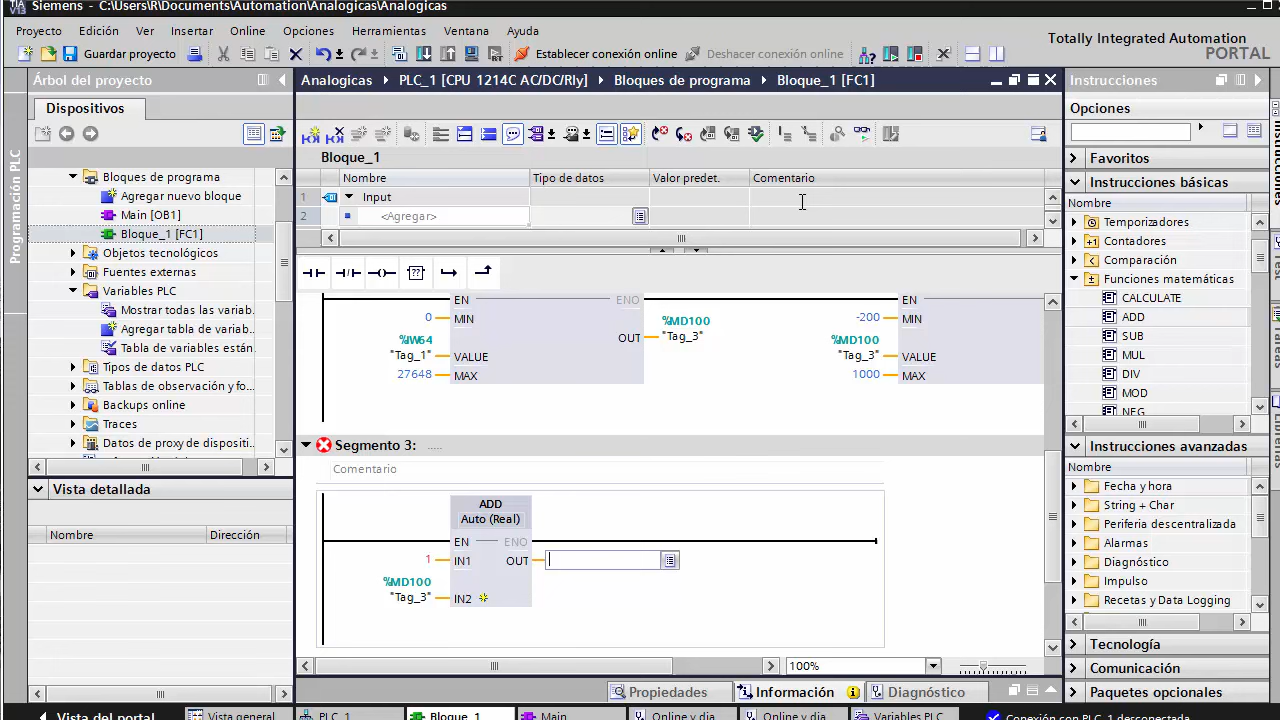 Siemens - C:\Users\R\Documents\Automation\Analogicas\Analogicas
Proyecto Edición Ver Insertar Online Opciones Herramientas Ventana Ayuda
Totally Integrated Automation
PORTAL
Guardar proyecto
Establecer conexión online
Deshacer conexión online
Árbol del proyecto
Dispositivos
Programación PLC
Bloques de programa
Agregar nuevo bloque
Main [OB1]
Bloque_1 [FC1]
Objetos tecnológicos
Fuentes externas
Variables PLC
Mostrar todas las variab..
Agregar tabla de variab..
Tabla de variables están..
Tipos de datos PLC
Tablas de observación y fo...
Backups online
Traces
Datos de proxy de dispositi..
Vista detallada
Nombre Dirección
Analogicas PLC_1 [CPU 1214C AC/DC/Rly] Bloques de programa Bloque_1 [FC1]
Bloque_1
Nombre Tipo de datos Valor predet. Comentario
1 Input
2 <Agregar>
EN ENO EN
0 MIN -200 MIN
%MD100
OUT "Tag_3"
%IW64 %MD100
"Tag_1" VALUE "Tag_3" VALUE
27648 MAX 1000 MAX
Segmento 3: .....
Comentario
ADD
Auto (Real)
EN ENO
1 IN1 OUT
%MD100
"Tag_3" IN2
100%
Propiedades Información Diagnóstico
Instrucciones
Opciones
Favoritos
Instrucciones básicas
Nombre
Temporizadores
Contadores
Comparación
Funciones matemáticas
CALCULATE
ADD
SUB
MUL
DIV
MOD
NEG
Instrucciones avanzadas
Nombre
Fecha y hora
String + Char
Periferia descentralizada
Alarmas
Diagnóstico
Impulso
Recetas y Data Logging
Tecnología
Comunicación
Paquetes opcionales
Vista del portal Vista general PLC_1 Bloque_1 Main Online y dia... Online y dia... Variables PLC Conexión con PLC_1 desconectada